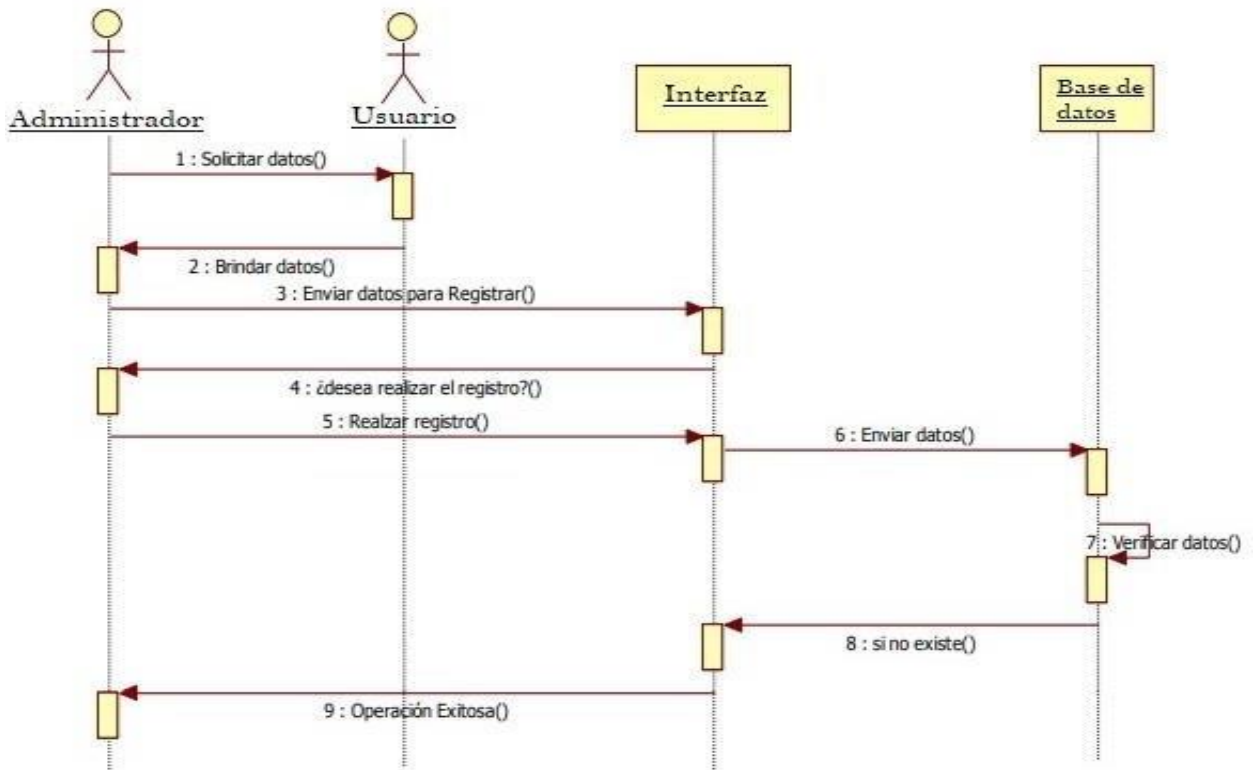 Administrador
Usuario
Interfaz
Base de
datos
1 : Solicitar datos()
2 : Brindar datos()
3 : Enviar datos para Registrar()
4 : ¿desea realizar el registro?()
5 : Realzar registro()
6 : Enviar datos()
7 : Verificar datos()
8 : si no existe()
9 : Operación Exitosa()